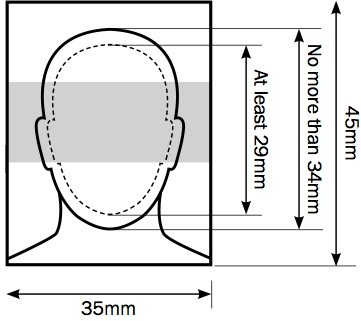 At least 29mm
No more than 34mm
45mm
35mm